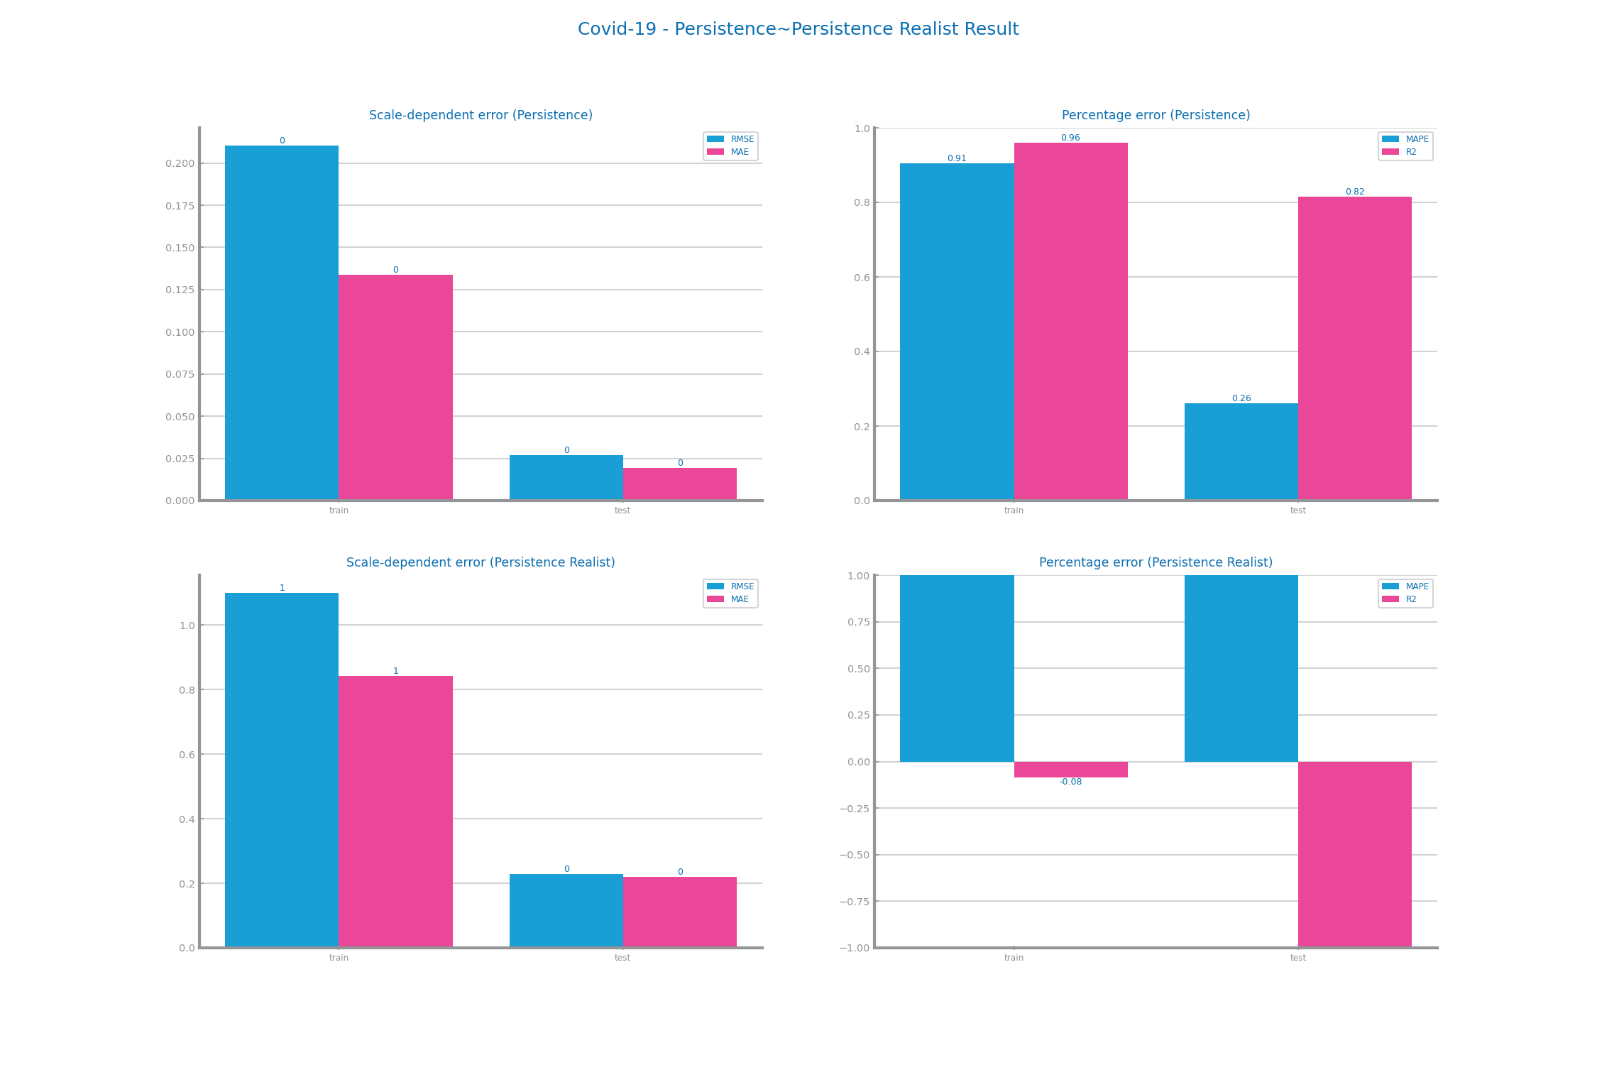 Covid-19 - Persistence~Persistence Realist Result
Scale-dependent error (Persistence)
RMSE
MAE
0.200
0.175
0.150
0.125
0.100
0.075
0.050
0.025
0.000
0
0
0
0
train
test
Percentage error (Persistence)
MAPE
R2
1.0
0.8
0.6
0.4
0.2
0.0
0.91
0.96
0.26
0.82
train
test
Scale-dependent error (Persistence Realist)
RMSE
MAE
1.0
0.8
0.6
0.4
0.2
0.0
1
1
0
0
train
test
Percentage error (Persistence Realist)
MAPE
R2
1.00
0.75
0.50
0.25
0.00
−0.25
−0.50
−0.75
−1.00
-0.08
train
test